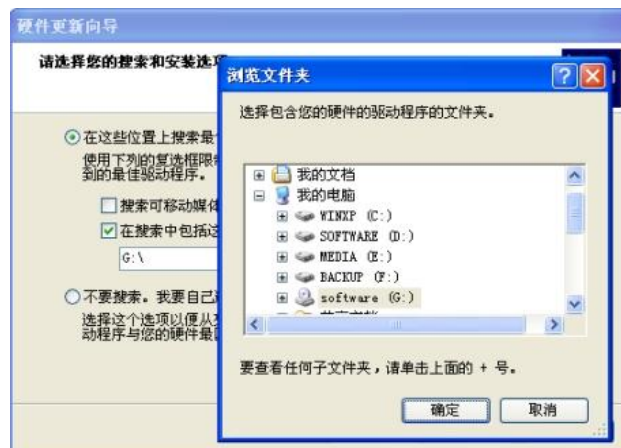 硬件更新向导
请选择您的搜索和安装选项
在这些位置上搜索最
使用下列的复选框限制
到的最佳驱动程序。
搜索可移动媒体
在搜索中包括这
G:\
不要搜索。我要自己
选择这个选项以便从
动程序与您的硬件最
浏览文件夹
选择包含您的硬件的驱动程序的文件夹。
我的文档
我的电脑
WINXP (C:)
SOFTWARE (D:)
MEDIA (E:)
BACKUP (F:)
software (G:)
要查看任何子文件夹，请单击上面的 + 号。
确定
取消